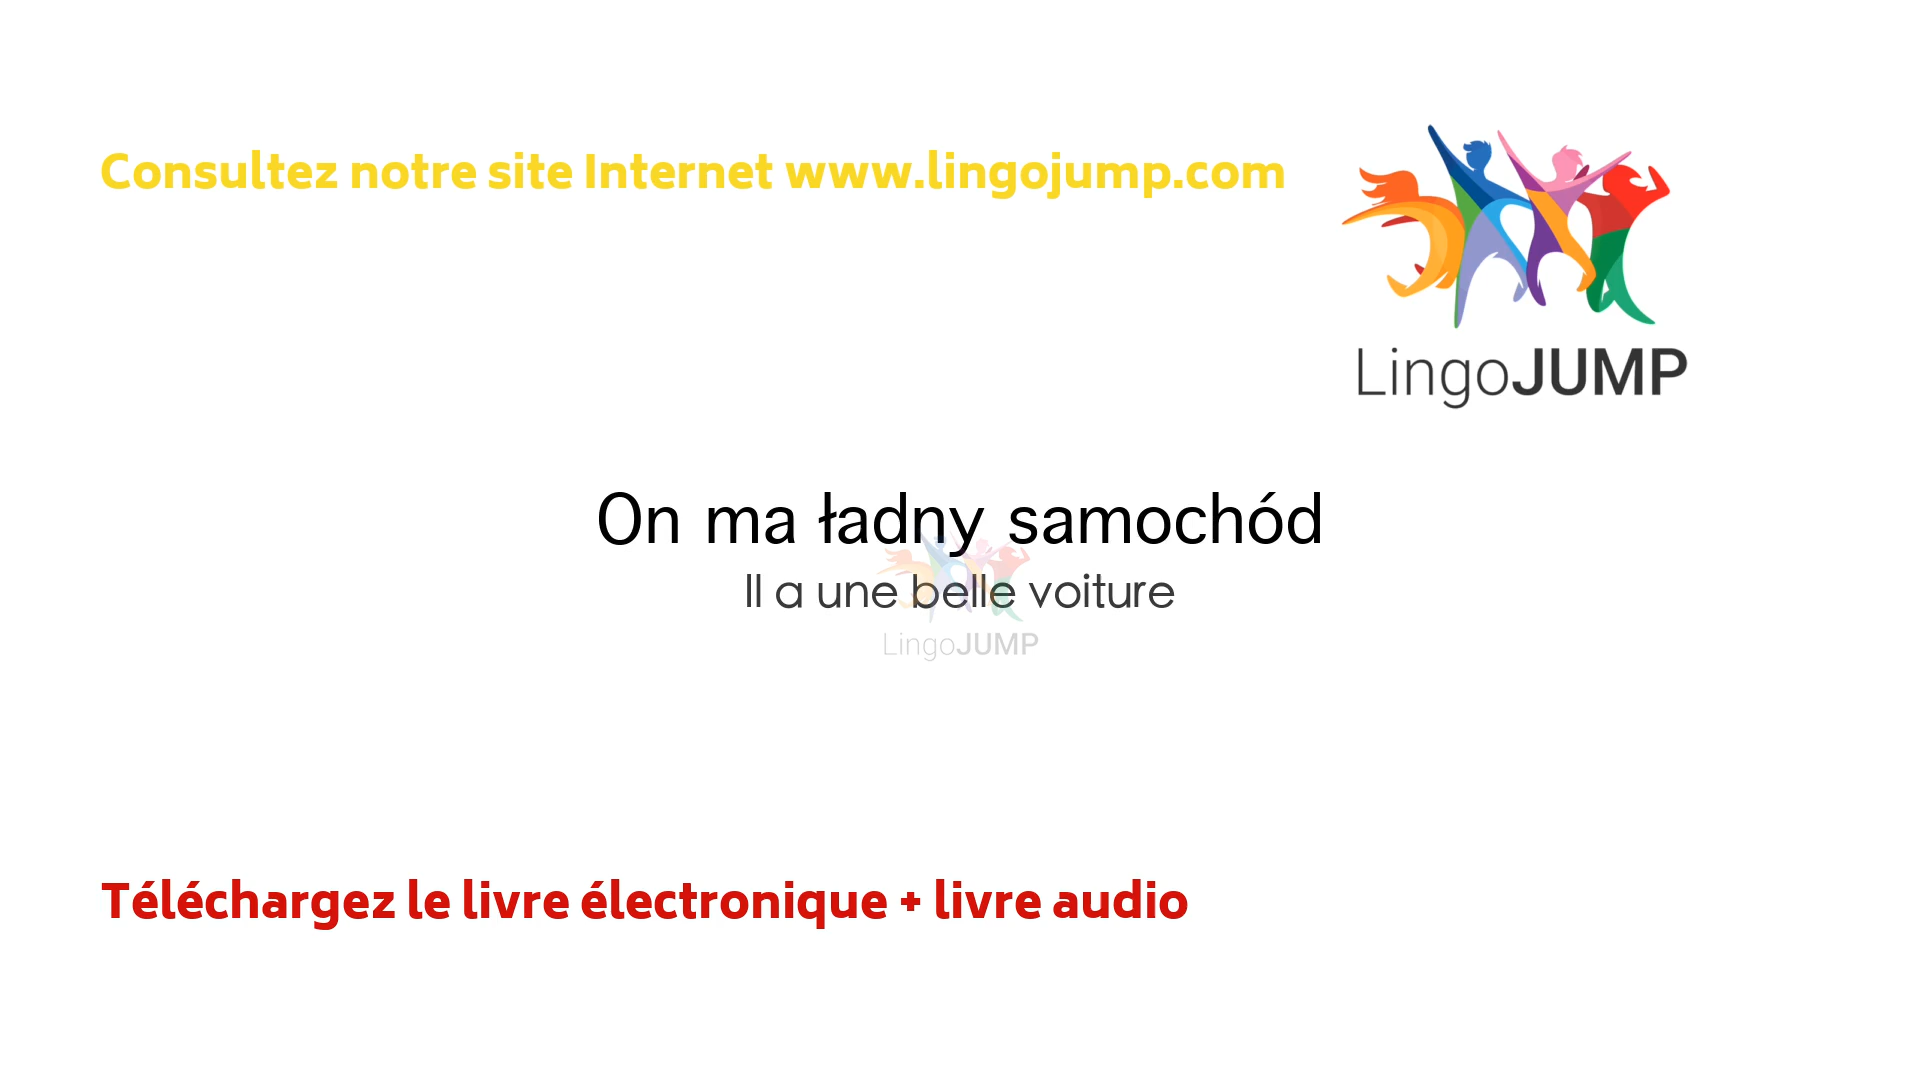 Consultez notre site Internet www.lingojump.com
LingoJUMP
On ma ładny samochód
Il a une belle voiture
LingoJUMP
Téléchargez le livre électronique + livre audio